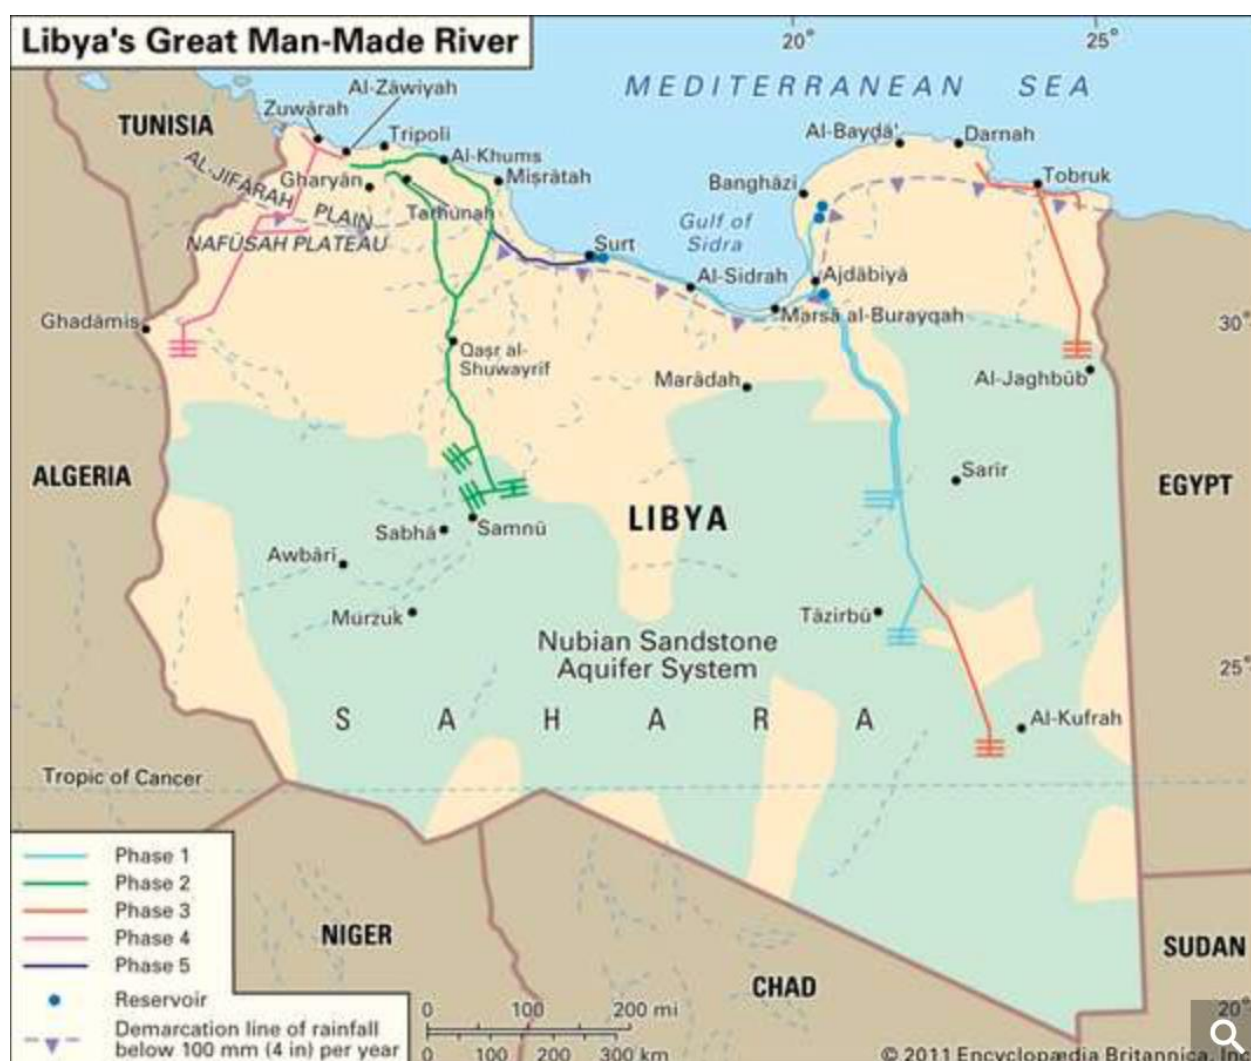 Libya's Great Man-Made River
20°
25°
MEDITERRANEAN SEA
Al-Zāwiyah
Zuwārah
TUNISIA
Tripoli
Al-Bayḍā'
Darnah
Al-Khums
AL-JIFĀRAH PLAIN
Gharyān
Miṣrātah
Banghāzī
Tobruk
Tarhūnah
Gulf of
Sidra
NAFŪSAH PLATEAU
Surt
Al-Sidrah
Ajdābiyā
Ghadāmis
Marsā al-Burayqah
30°
Qaṣr al-
Shuwayrif
Marādah
Al-Jaghbūb
ALGERIA
Sarīr
EGYPT
LIBYA
Sabhā
Samnū
Awbārī
Murzuk
Tāzirbū
Nubian Sandstone
Aquifer System
25°
SAHARA
Al-Kufrah
Tropic of Cancer
Phase 1
Phase 2
Phase 3
Phase 4
Phase 5
Reservoir
Demarcation line of rainfall
below 100 mm (4 in) per year
NIGER
CHAD
SUDAN
0 100 200 mi
0 100 200 300 km
20°
© 2011 Encyclopædia Britannica, Inc